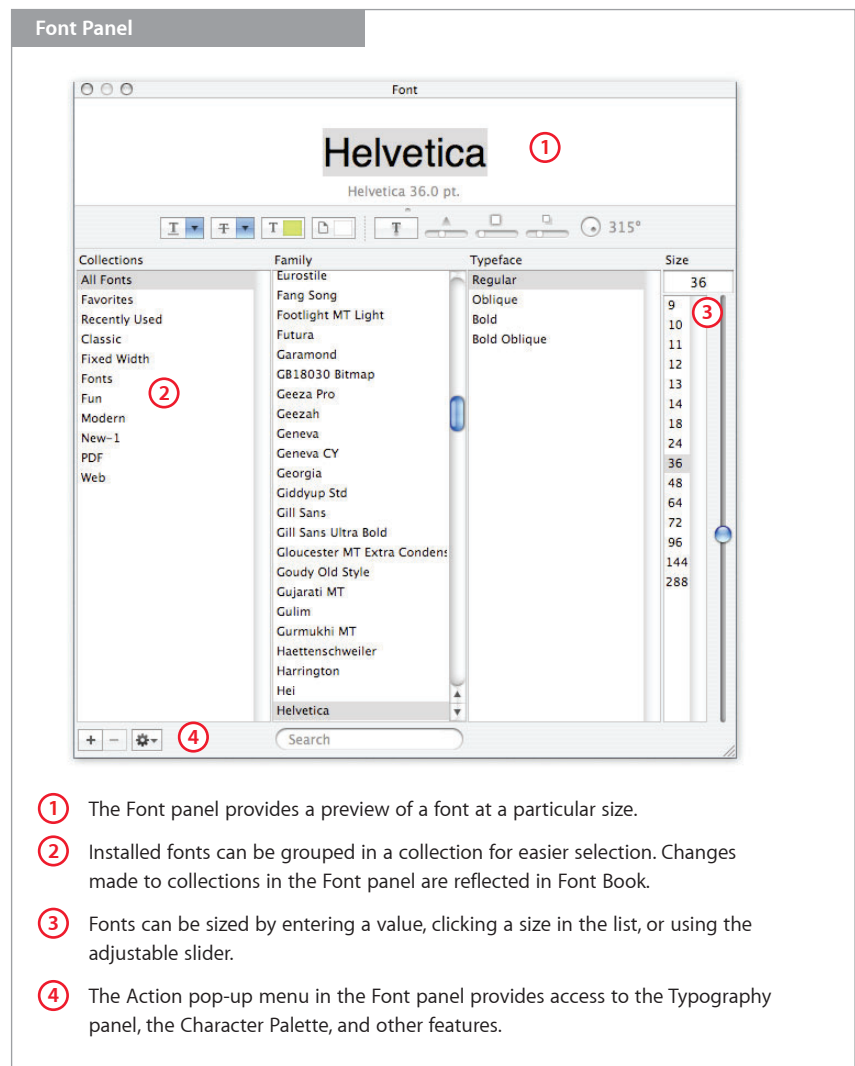 Font Panel
Font
Helvetica
1
Helvetica 36.0 pt.
T T T T 315°
Collections Family Typeface Size
All Fonts
Favorites
Recently Used
Classic
Fixed Width
Fonts
Fun
Modern
New-1
PDF
Web
2
Eurostile
Fang Song
Footlight MT Light
Futura
Garamond
GB18030 Bitmap
Geeza Pro
Geezah
Geneva
Geneva CY
Georgia
Giddyup Std
Gill Sans
Gill Sans Ultra Bold
Gloucester MT Extra Condens
Goudy Old Style
Gujarati MT
Gulim
Gurmukhi MT
Haettenschweiler
Harrington
Hei
Helvetica
Regular
Oblique
Bold
Bold Oblique
36
3
9
10
11
12
13
14
18
24
36
48
64
72
96
144
288
+ – 4
Search
1 The Font panel provides a preview of a font at a particular size.
2 Installed fonts can be grouped in a collection for easier selection. Changes
made to collections in the Font panel are reflected in Font Book.
3 Fonts can be sized by entering a value, clicking a size in the list, or using the
adjustable slider.
4 The Action pop-up menu in the Font panel provides access to the Typography
panel, the Character Palette, and other features.